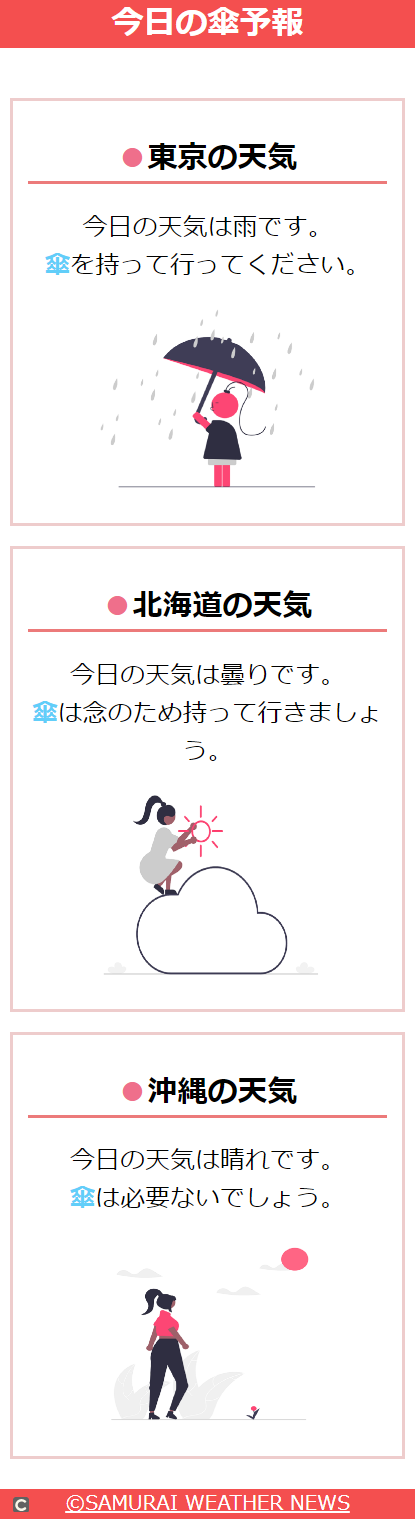 今日の傘予報
東京の天気
今日の天気は雨です。
傘を持って行ってください。
北海道の天気
今日の天気は曇りです。
傘は念のため持って行きましょ
う。
沖縄の天気
今日の天気は晴れです。
傘は必要ないでしょう。
C ©SAMURAI WEATHER NEWS